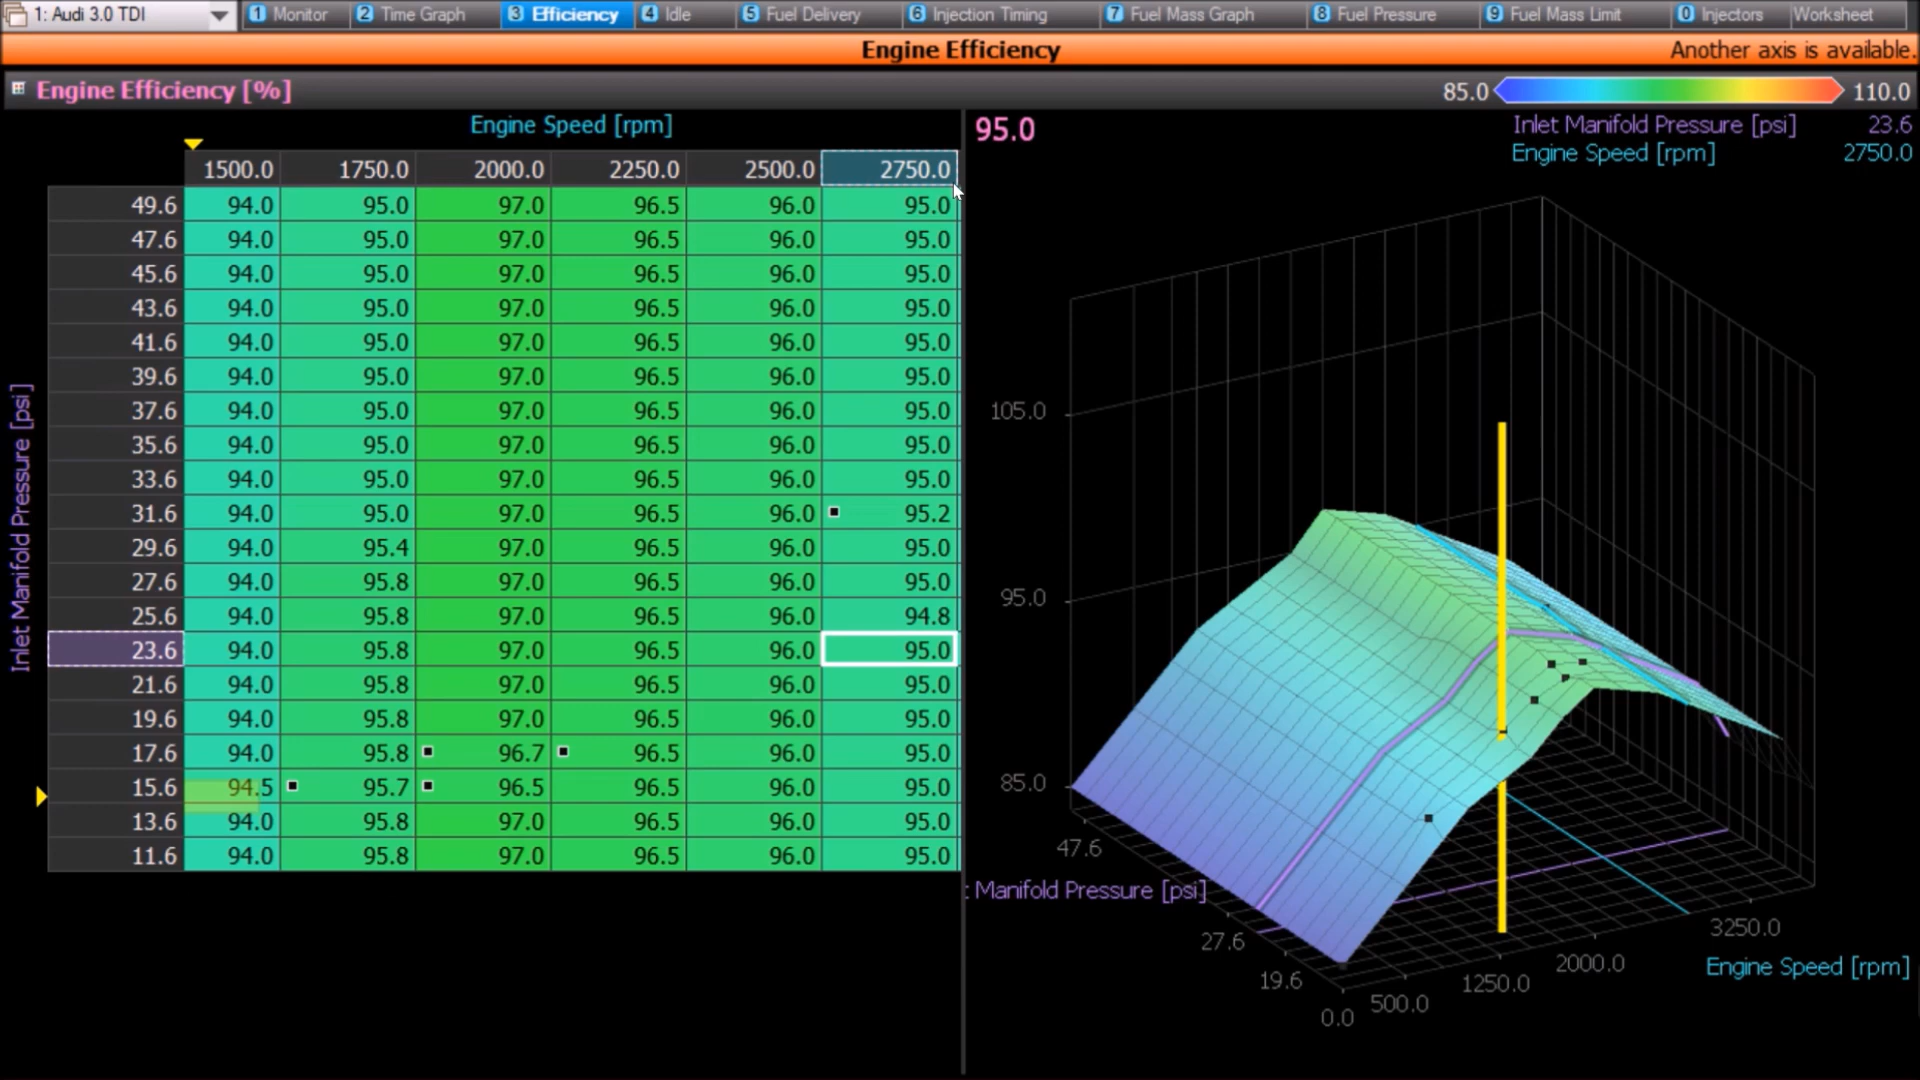 1: Audi 3.0 TDI
1 Monitor
2 Time Graph
3 Efficiency
4 Idle
5 Fuel Delivery
6 Injection Timing
7 Fuel Mass Graph
8 Fuel Pressure
9 Fuel Mass Limit
0 Injectors
Worksheet
Engine Efficiency
Another axis is available.
Engine Efficiency [%]
85.0
110.0
Engine Speed [rpm]
1500.0 1750.0 2000.0 2250.0 2500.0 2750.0
Inlet Manifold Pressure [psi]
49.6 94.0 95.0 97.0 96.5 96.0 95.0
47.6 94.0 95.0 97.0 96.5 96.0 95.0
45.6 94.0 95.0 97.0 96.5 96.0 95.0
43.6 94.0 95.0 97.0 96.5 96.0 95.0
41.6 94.0 95.0 97.0 96.5 96.0 95.0
39.6 94.0 95.0 97.0 96.5 96.0 95.0
37.6 94.0 95.0 97.0 96.5 96.0 95.0
35.6 94.0 95.0 97.0 96.5 96.0 95.0
33.6 94.0 95.0 97.0 96.5 96.0 95.0
31.6 94.0 95.0 97.0 96.5 96.0 95.2
29.6 94.0 95.4 97.0 96.5 96.0 95.0
27.6 94.0 95.8 97.0 96.5 96.0 95.0
25.6 94.0 95.8 97.0 96.5 96.0 94.8
23.6 94.0 95.8 97.0 96.5 96.0 95.0
21.6 94.0 95.8 97.0 96.5 96.0 95.0
19.6 94.0 95.8 97.0 96.5 96.0 95.0
17.6 94.0 95.8 96.7 96.5 96.0 95.0
15.6 94.5 95.7 96.5 96.5 96.0 95.0
13.6 94.0 95.8 97.0 96.5 96.0 95.0
11.6 94.0 95.8 97.0 96.5 96.0 95.0
95.0
Inlet Manifold Pressure [psi] 23.6
Engine Speed [rpm] 2750.0
105.0
95.0
85.0
47.6
t Manifold Pressure [psi]
27.6
19.6
0.0
500.0
1250.0
2000.0
3250.0
Engine Speed [rpm]